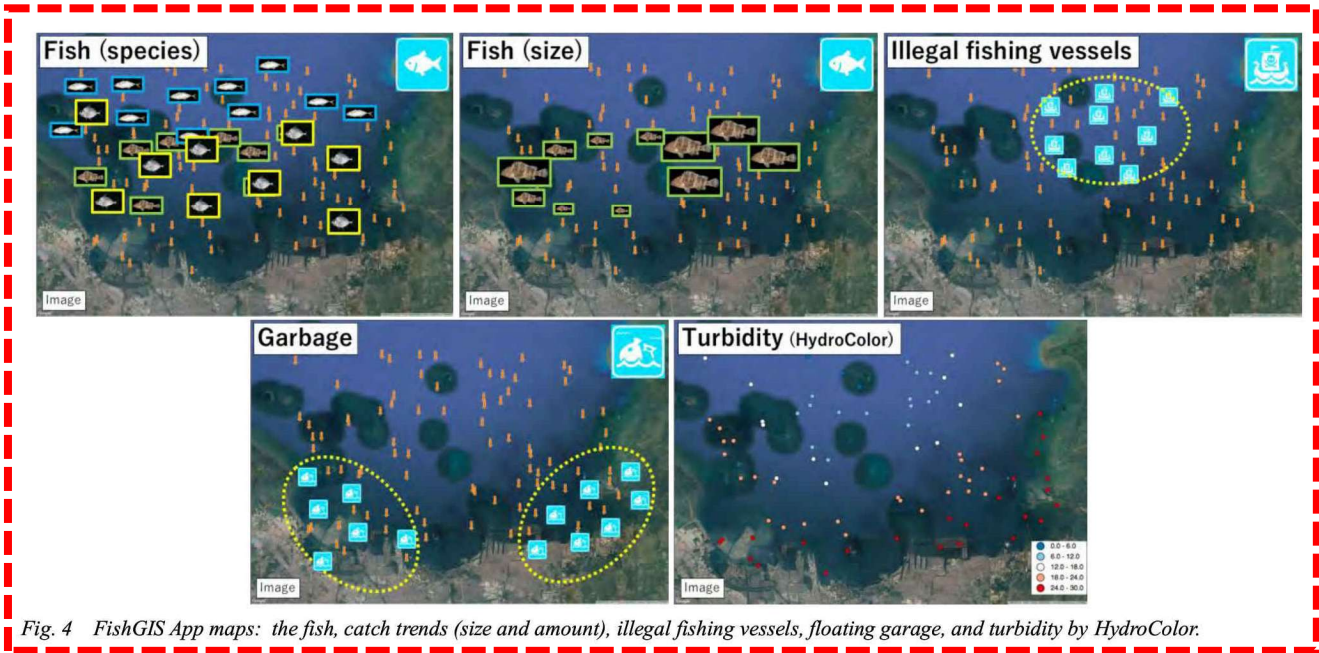 Fish (species)
Fish (size)
Illegal fishing vessels
Image
Image
Image
Garbage
Turbidity (HydroColor)
Image
Image
0.0 - 6.0
6.0 - 12.0
12.0 - 18.0
18.0 - 24.0
24.0 - 30.0
Fig. 4 FishGIS App maps: the fish, catch trends (size and amount), illegal fishing vessels, floating garage, and turbidity by HydroColor.